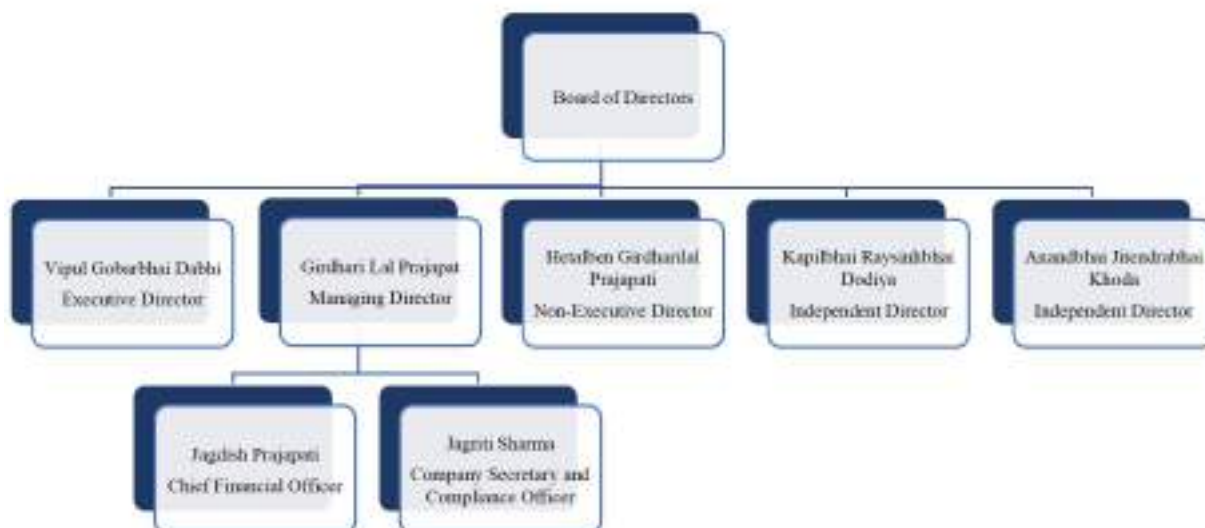 Board of Directors
Vipul Gobarbhai Dabhi
Executive Director
Girdhari Lal Prajapat
Managing Director
Hetalben Girdharilal
Prajapati
Non-Executive Director
Kapilbhai
Dodiya
Independent Director
Anandbhai Jitendrabhai
Khoda
Independent Director
Jagdish Prajapati
Chief Financial Officer
Jagriti Sharma
Company Secretary and
Compliance Officer